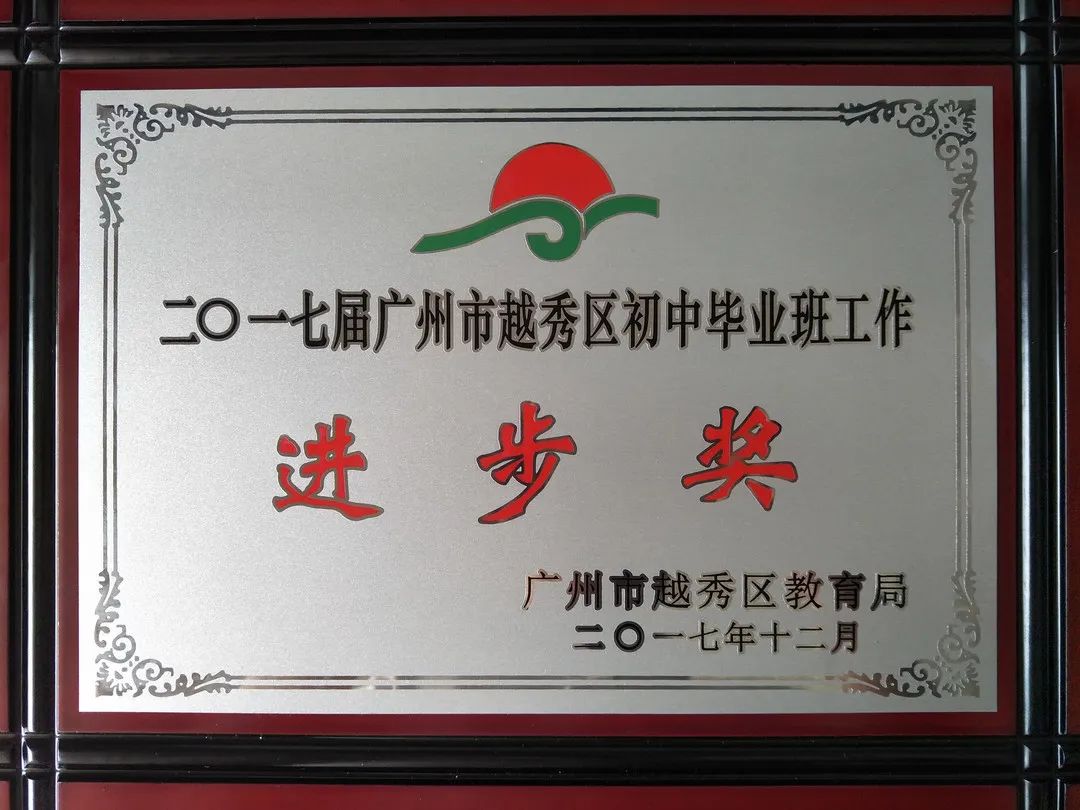 二〇一七届广州市越秀区初中毕业班工作
进步奖
广州市越秀区教育局
二〇一七年十二月